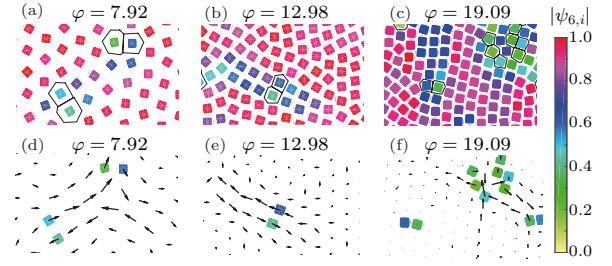 (a) φ = 7.92
(b) φ = 12.98
(c) φ = 19.09
|ψ6,i|
1.0
0.8
0.6
0.4
0.2
0.0
(d) φ = 7.92
(e) φ = 12.98
(f) φ = 19.09